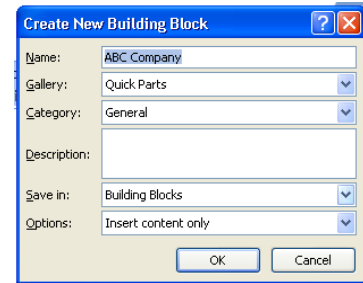 Create New Building Block
Name: ABC Company
Gallery: Quick Parts
Category: General
Description:
Save in: Building Blocks
Options: Insert content only
OK Cancel